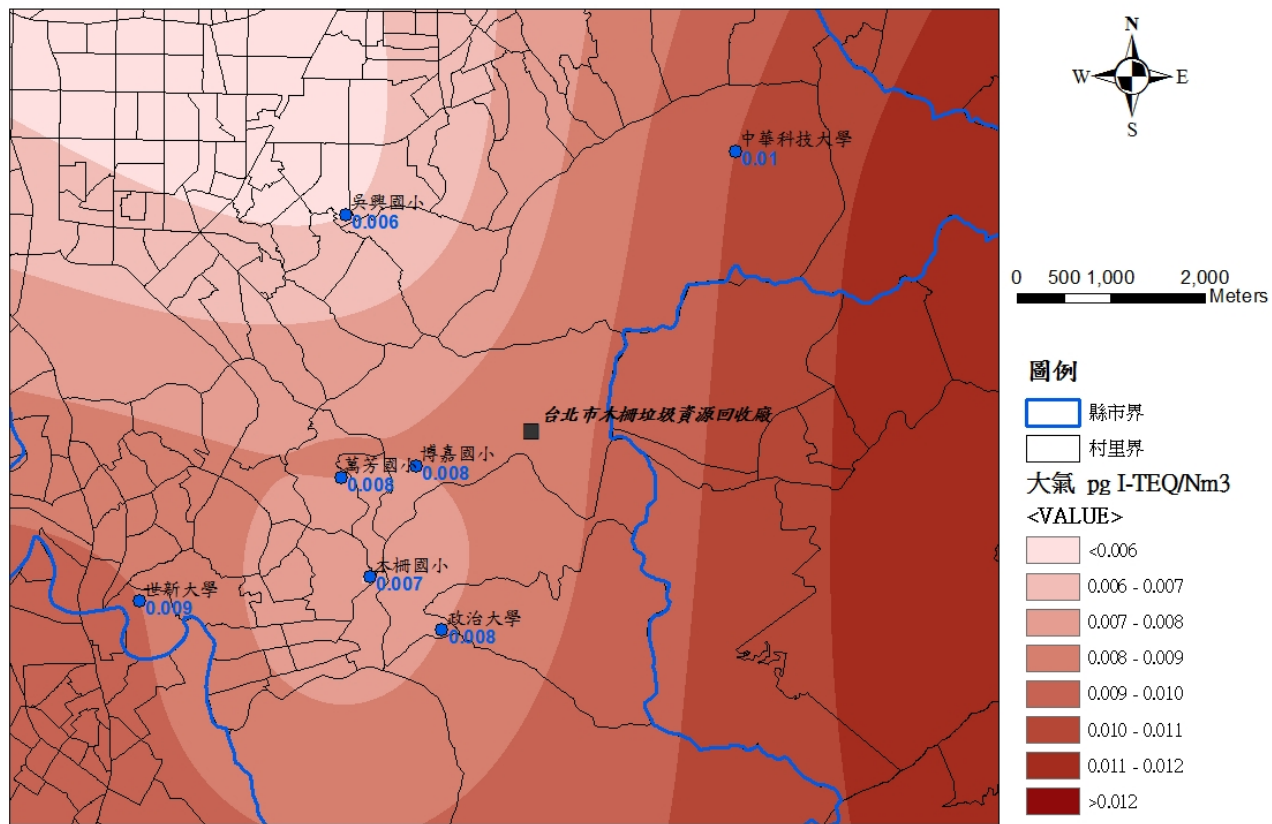 N
W
E
S
中華科技大學
0.01
吳興國小
0.006
0 500 1,000 2,000
Meters
圖例
縣市界
台北市木柵垃圾資源回收廠
村里界
博嘉國小
萬芳國小
0.008
0.008
大氣 pg I-TEQ/Nm3
<VALUE>
<0.006
木柵國小
0.007
0.006 - 0.007
世新大學
0.009
政治大學
0.008
0.007 - 0.008
0.008 - 0.009
0.009 - 0.010
0.010 - 0.011
0.011 - 0.012
>0.012